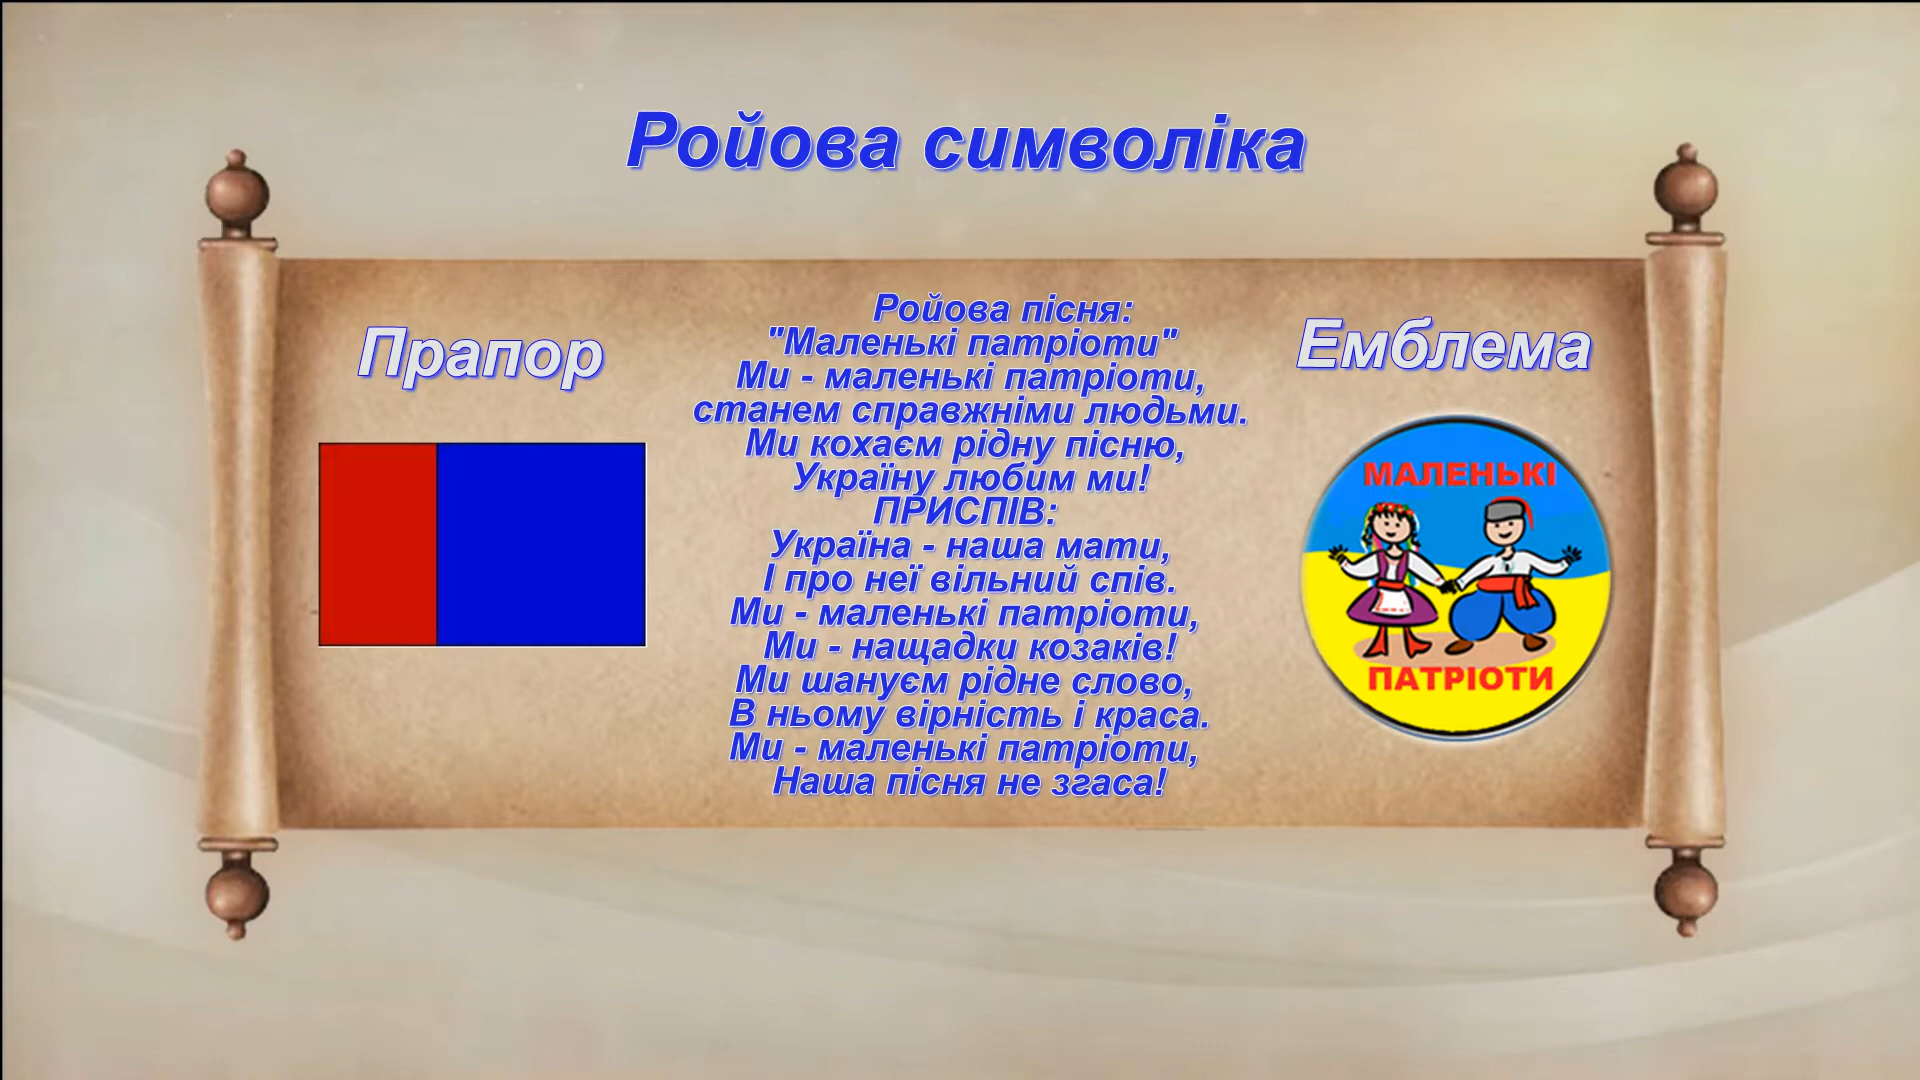 Ройова символіка
Прапор
Ройова пісня:
"Маленькі патріоти"
Ми - маленькі патріоти,
станем справжніми людьми.
Ми кохаєм рідну пісню,
Україну любим ми!
ПРИСПІВ:
Україна - наша мати,
І про неї вільний спів.
Ми - маленькі патріоти,
Ми - нащадки козаків!
Ми шануєм рідне слово,
В ньому вірність і краса.
Ми - маленькі патріоти,
Наша пісня не згаса!
Емблема
МАЛЕНЬКІ
ПАТРІОТИ